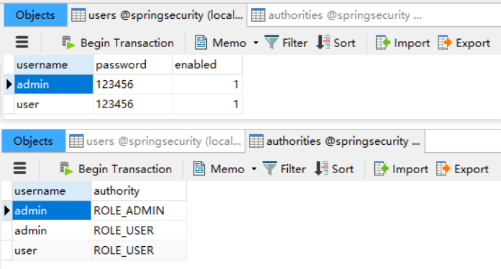 Objects users @springsecurity (local... authorities @springsecurity ...
Begin Transaction Memo Filter Sort Import Export
username password enabled
admin 123456 1
user 123456 1
Objects users @springsecurity (local... authorities @springsecurity ...
Begin Transaction Memo Filter Sort Import Export
username authority
admin ROLE_ADMIN
admin ROLE_USER
user ROLE_USER